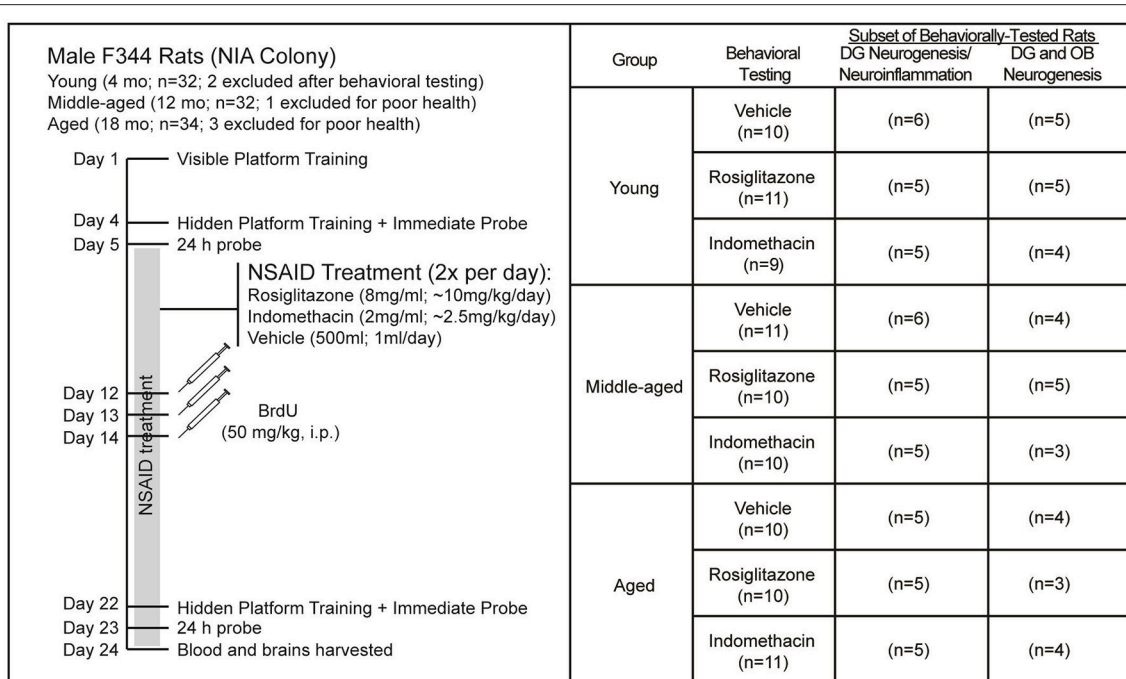 Male F344 Rats (NIA Colony)
Young (4 mo; n=32; 2 excluded after behavioral testing)
Middle-aged (12 mo; n=32; 1 excluded for poor health)
Aged (18 mo; n=34; 3 excluded for poor health)
Day 1 Visible Platform Training
Day 4 Hidden Platform Training + Immediate Probe
Day 5 24 h probe
NSAID Treatment (2x per day):
Rosiglitazone (8mg/ml; ~10mg/kg/day)
Indomethacin (2mg/ml; ~2.5mg/kg/day)
Vehicle (500ml; 1ml/day)
NSAID treatment
Day 12
Day 13
Day 14
BrdU
(50 mg/kg, i.p.)
Day 22 Hidden Platform Training + Immediate Probe
Day 23 24 h probe
Day 24 Blood and brains harvested
Subset of Behaviorally-Tested Rats
Group
Behavioral
Testing
DG Neurogenesis/
Neuroinflammation
DG and OB
Neurogenesis
Young
Vehicle
(n=10)
(n=6)
(n=5)
Rosiglitazone
(n=11)
(n=5)
(n=5)
Indomethacin
(n=9)
(n=5)
(n=4)
Middle-aged
Vehicle
(n=11)
(n=6)
(n=4)
Rosiglitazone
(n=10)
(n=5)
(n=5)
Indomethacin
(n=10)
(n=5)
(n=3)
Aged
Vehicle
(n=10)
(n=5)
(n=4)
Rosiglitazone
(n=10)
(n=5)
(n=3)
Indomethacin
(n=11)
(n=5)
(n=4)